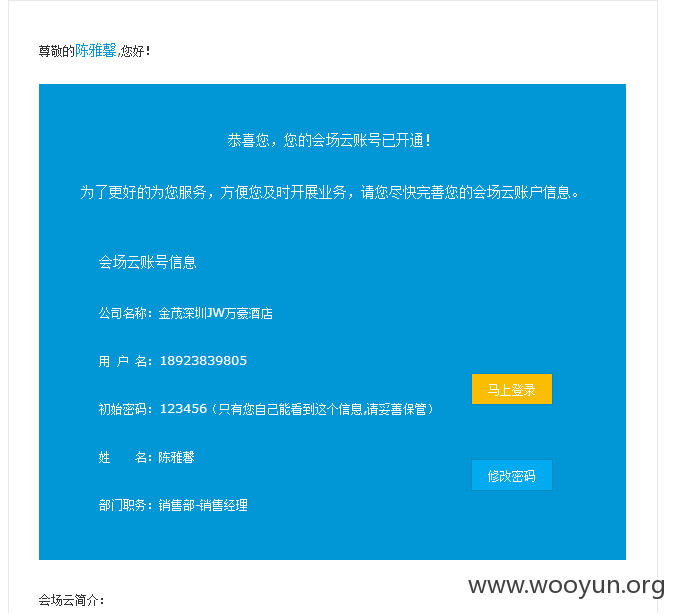 尊敬的陈雅馨,您好！
恭喜您，您的会场云账号已开通！
为了更好的为您服务，方便您及时开展业务，请您尽快完善您的会场云账户信息。
会场云账号信息
公司名称：金茂深圳JW万豪酒店
用 户 名：18923839805
初始密码：123456（只有您自己能看到这个信息,请妥善保管）
马上登录
姓　　名：陈雅馨
修改密码
部门职务：销售部-销售经理
会场云简介：
www.wooyun.org